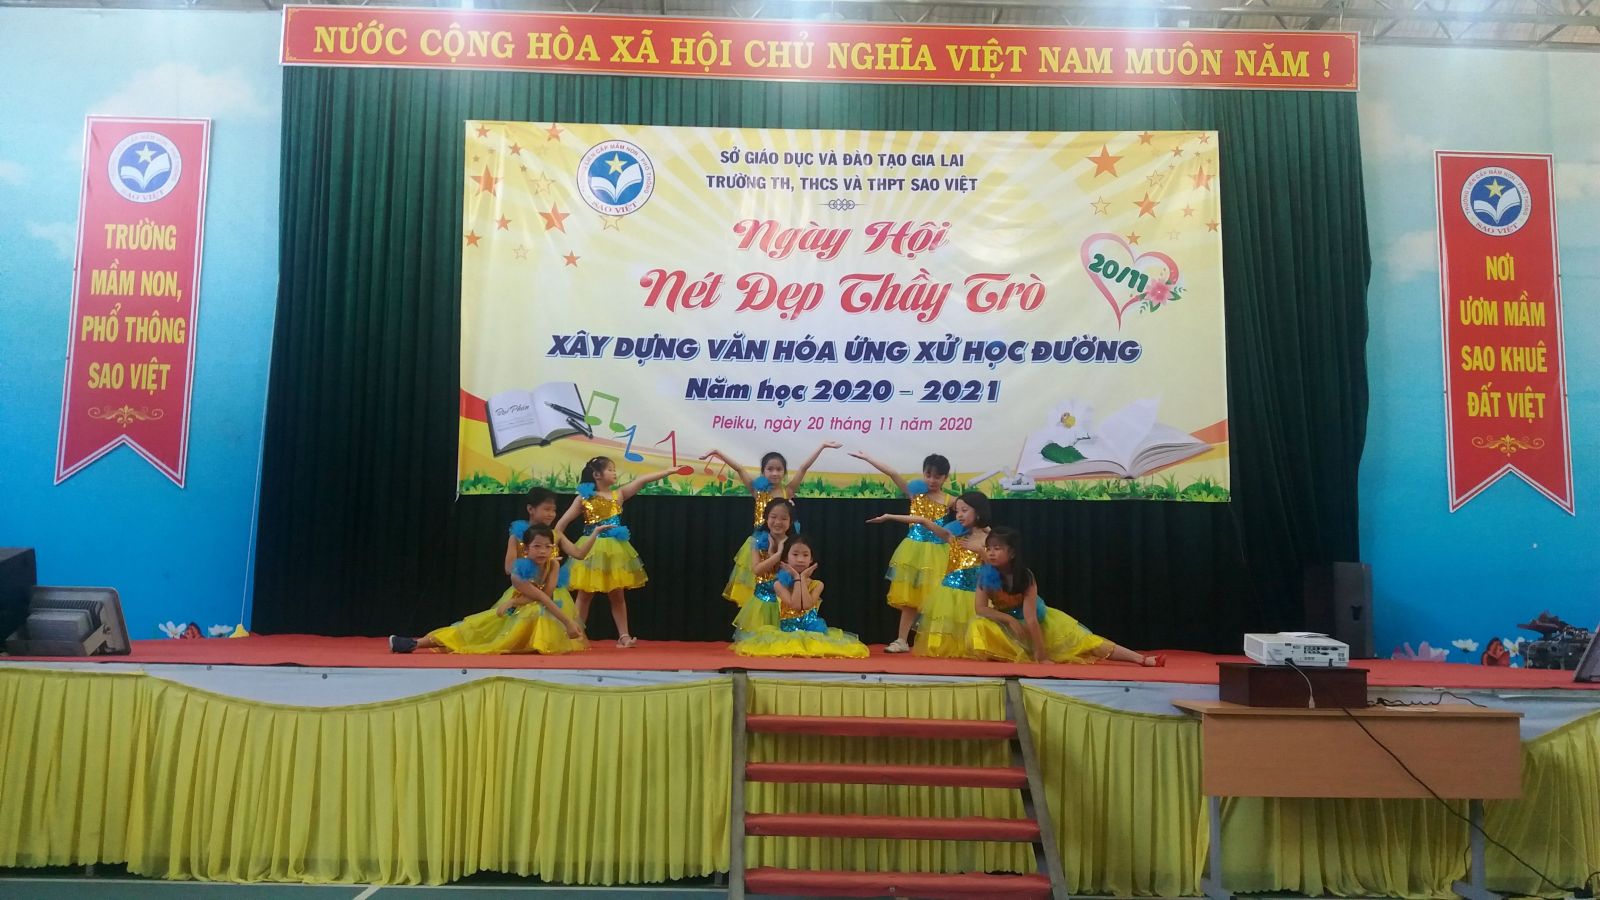 NƯỚC CỘNG HÒA XÃ HỘI CHỦ NGHĨA VIỆT NAM MUÔN NĂM !
TRƯỜNG
MẦM NON,
PHỔ THÔNG
SAO VIỆT
SAO VIỆT
SỞ GIÁO DỤC VÀ ĐÀO TẠO GIA LAI
TRƯỜNG TH, THCS VÀ THPT SAO VIỆT
Ngày Hội
Nét Đẹp Thầy Trò
20/11
XÂY DỰNG VĂN HÓA ỨNG XỬ HỌC ĐƯỜNG
Năm học 2020 - 2021
Pleiku, ngày 20 tháng 11 năm 2020
SAO VIỆT
NƠI
ƯƠM MẦM
SAO KHUÊ
ĐẤT VIỆT